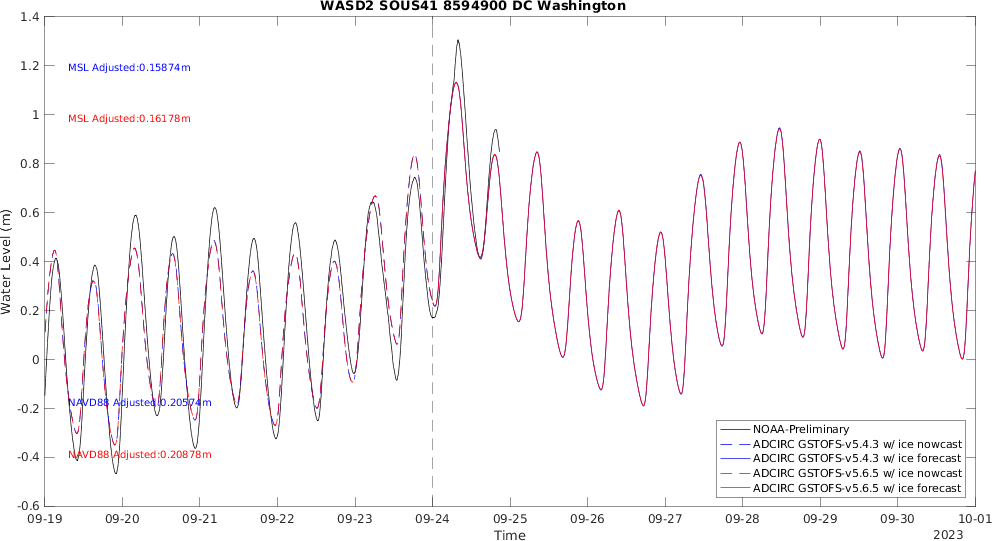 WASD2 SOUS41 8594900 DC Washington
1.4
1.2
1
0.8
0.6
0.4
0.2
0
-0.2
-0.4
-0.6
Water Level (m)
MSL Adjusted:0.15874m
MSL Adjusted:0.16178m
NAVD88 Adjusted:0.20574m
NAVD88 Adjusted:0.20878m
NOAA-Preliminary
ADCIRC GSTOFS-v5.4.3 w/ ice nowcast
ADCIRC GSTOFS-v5.4.3 w/ ice forecast
ADCIRC GSTOFS-v5.6.5 w/ ice nowcast
ADCIRC GSTOFS-v5.6.5 w/ ice forecast
09-19 09-20 09-21 09-22 09-23 09-24 09-25 09-26 09-27 09-28 09-29 09-30 10-01
Time
2023